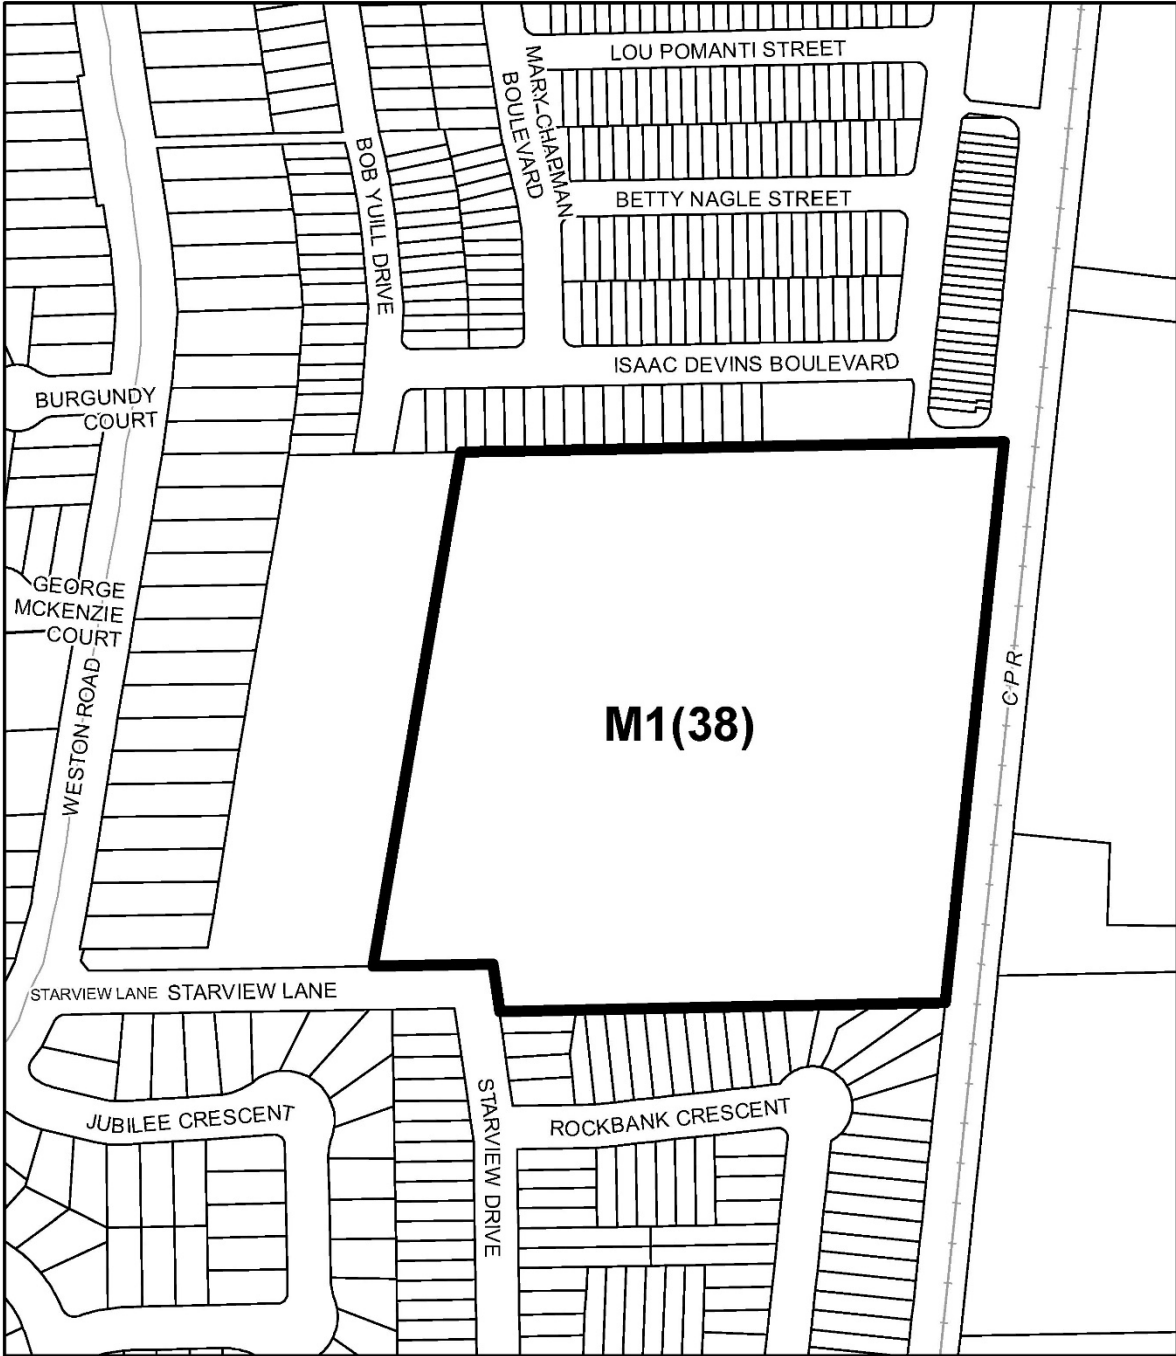 LOU POMANTI STREET
MARY CHAPMAN
BOULEVARD
BOB YUILL DRIVE
BETTY NAGLE STREET
ISAAC DEVINS BOULEVARD
BURGUNDY
COURT
GEORGE
MCKENZIE
COURT
WESTON ROAD
CPR
M1(38)
STARVIEW LANE
STARVIEW LANE
JUBILEE CRESCENT
STARVIEW DRIVE
ROCKBANK CRESCENT